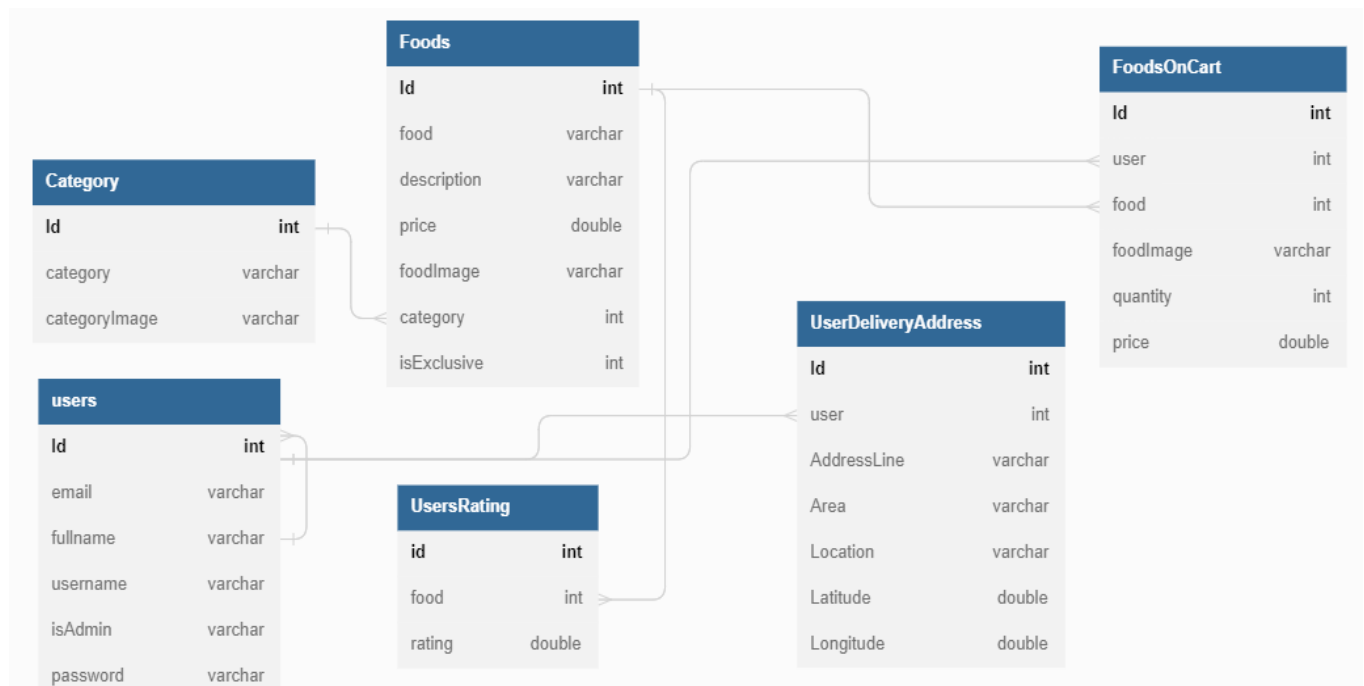 Foods
Id int
food varchar
description varchar
price double
foodImage varchar
category int
isExclusive int
FoodsOnCart
Id int
user int
food int
foodImage varchar
quantity int
price double
Category
Id int
category varchar
categoryImage varchar
UserDeliveryAddress
Id int
user int
AddressLine varchar
Area varchar
Location varchar
Latitude double
Longitude double
users
Id int
email varchar
fullname varchar
username varchar
isAdmin varchar
password varchar
UsersRating
id int
food int
rating double